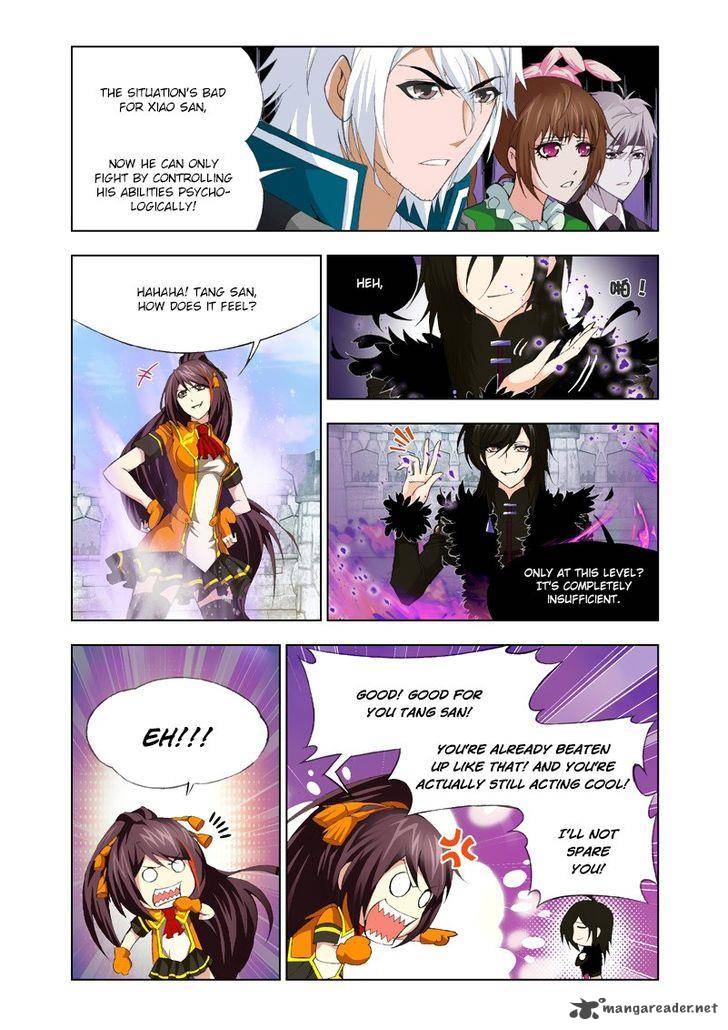 THE SITUATION'S BAD
FOR XIAO SAN,
NOW HE CAN ONLY
FIGHT BY CONTROLLING
HIS ABILITIES PSYCHO-
LOGICALLY!
HAHAHA! TANG SAN,
HOW DOES IT FEEL?
HEH,
啪!
ONLY AT THIS LEVEL?
IT'S COMPLETELY
INSUFFICIENT.
EH!!!
GOOD! GOOD FOR
YOU TANG SAN!
YOU'RE ALREADY BEATEN
UP LIKE THAT! AND YOU'RE
ACTUALLY STILL ACTING COOL!
I'LL NOT
SPARE YOU!
mangareader.net